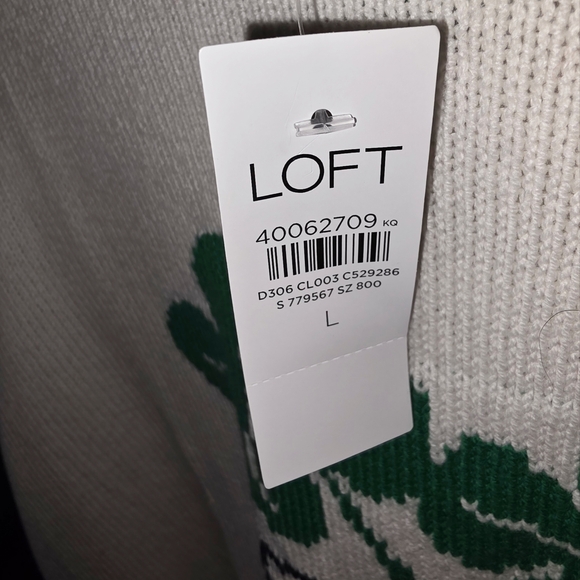 LOFT
40062709 KQ
D306 CL003 C529286
S 779567 SZ 800
L